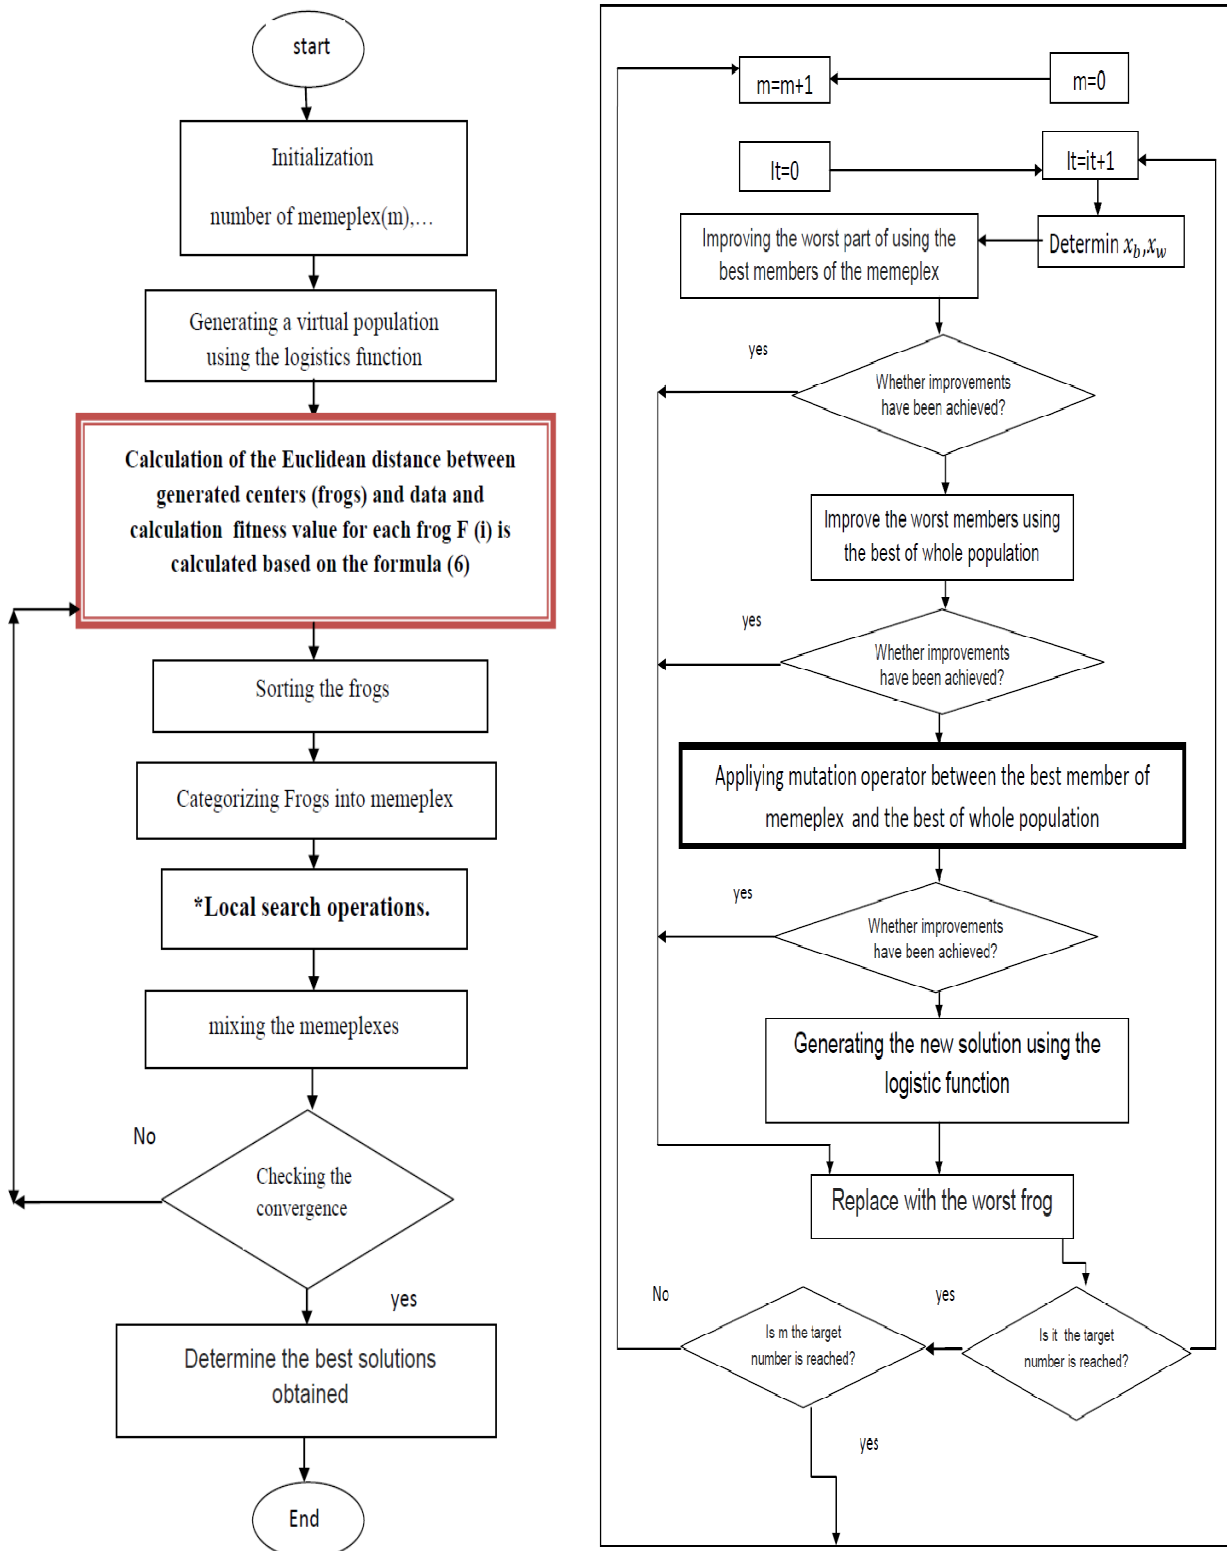 start
Initialization
number of memeplex(m),...
Generating a virtual population
using the logistics function
Calculation of the Euclidean distance between
generated centers (frogs) and data and
calculation fitness value for each frog F (i) is
calculated based on the formula (6)
Sorting the frogs
Categorizing Frogs into memeplex
*Local search operations.
mixing the memeplexes
No
Checking the
convergence
yes
Determine the best solutions
obtained
End
m=m+1
m=0
It=0
It=it+1
Determin x_b,x_w
Improving the worst part of using the
best members of the memeplex
yes
Whether improvements
have been achieved?
Improve the worst members using
the best of whole population
yes
Whether improvements
have been achieved?
Appliying mutation operator between the best member of
memeplex and the best of whole population
yes
Whether improvements
have been achieved?
Generating the new solution using the
logistic function
Replace with the worst frog
No
Is m the target
number is reached?
yes
Is it the target
number is reached?
yes